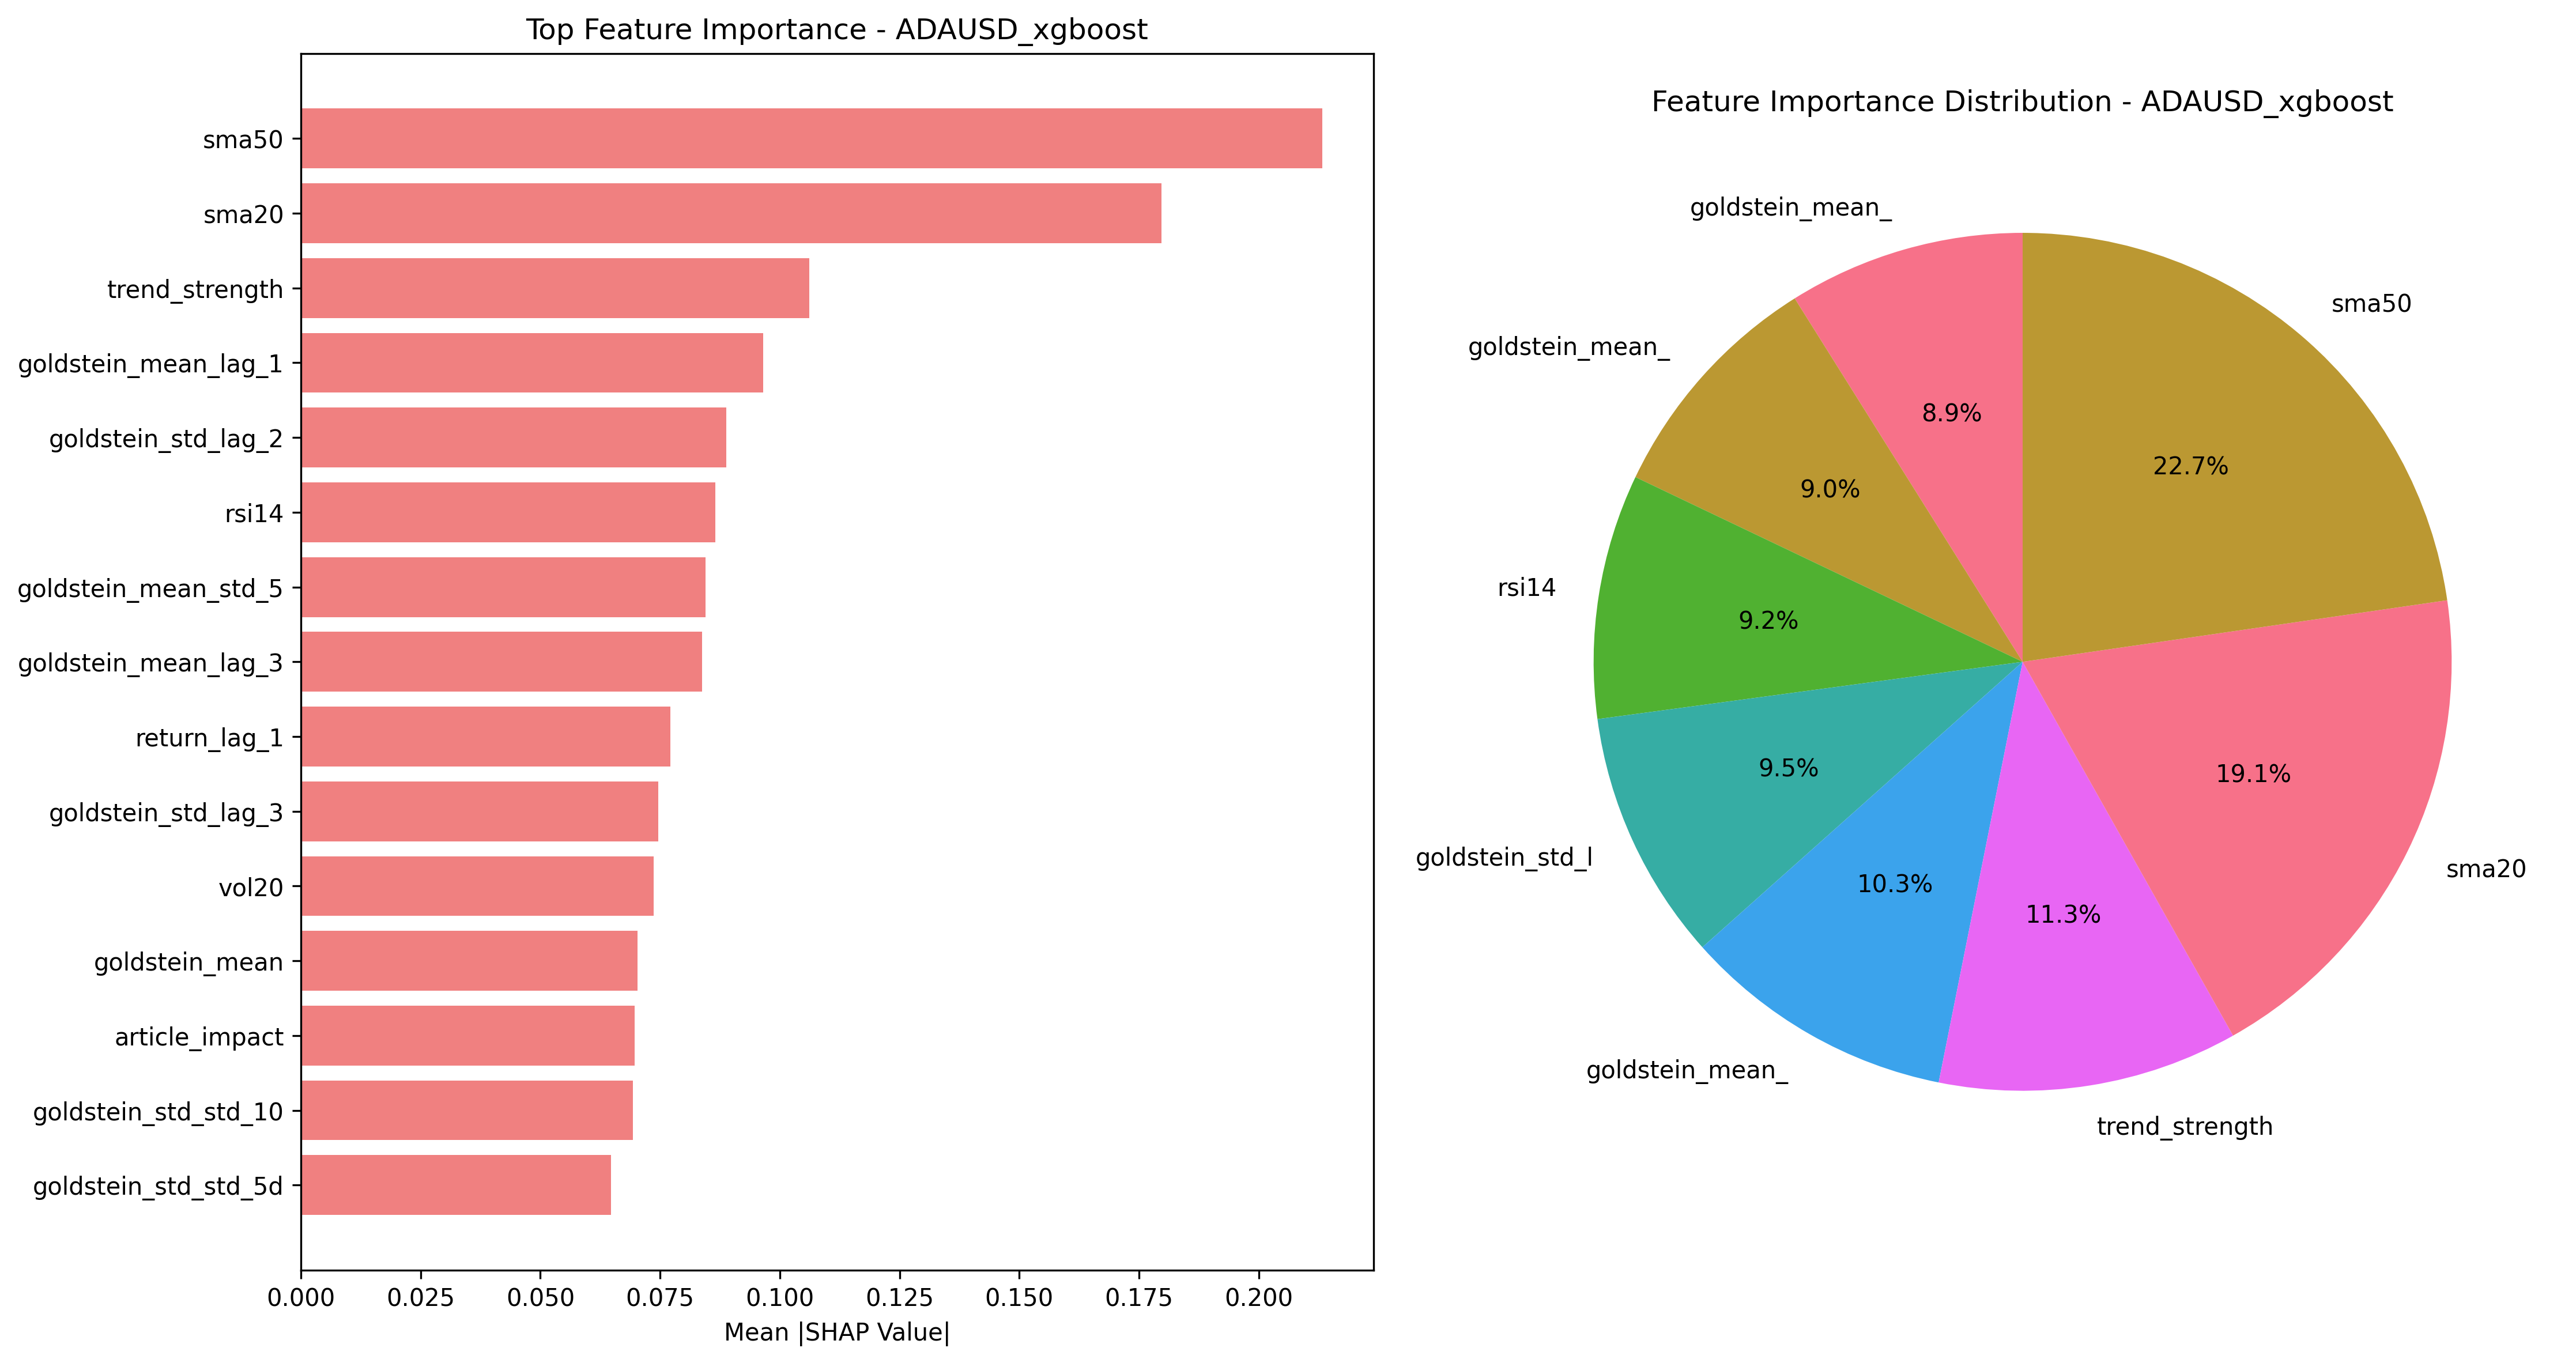 Top Feature Importance - ADAUSD_xgboost
sma50
sma20
trend_strength
goldstein_mean_lag_1
goldstein_std_lag_2
rsi14
goldstein_mean_std_5
goldstein_mean_lag_3
return_lag_1
goldstein_std_lag_3
vol20
goldstein_mean
article_impact
goldstein_std_std_10
goldstein_std_std_5d
0.000 0.025 0.050 0.075 0.100 0.125 0.150 0.175 0.200
Mean |SHAP Value|
Feature Importance Distribution - ADAUSD_xgboost
goldstein_mean_
8.9%
goldstein_mean_
9.0%
rsi14
9.2%
goldstein_std_l
9.5%
goldstein_mean_
10.3%
trend_strength
11.3%
sma20
19.1%
sma50
22.7%